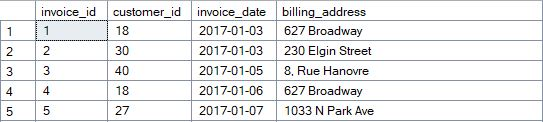 invoice_id customer_id invoice_date billing_address
1 1 18 2017-01-03 627 Broadway
2 2 30 2017-01-03 230 Elgin Street
3 3 40 2017-01-05 8, Rue Hanovre
4 4 18 2017-01-06 627 Broadway
5 5 27 2017-01-07 1033 N Park Ave